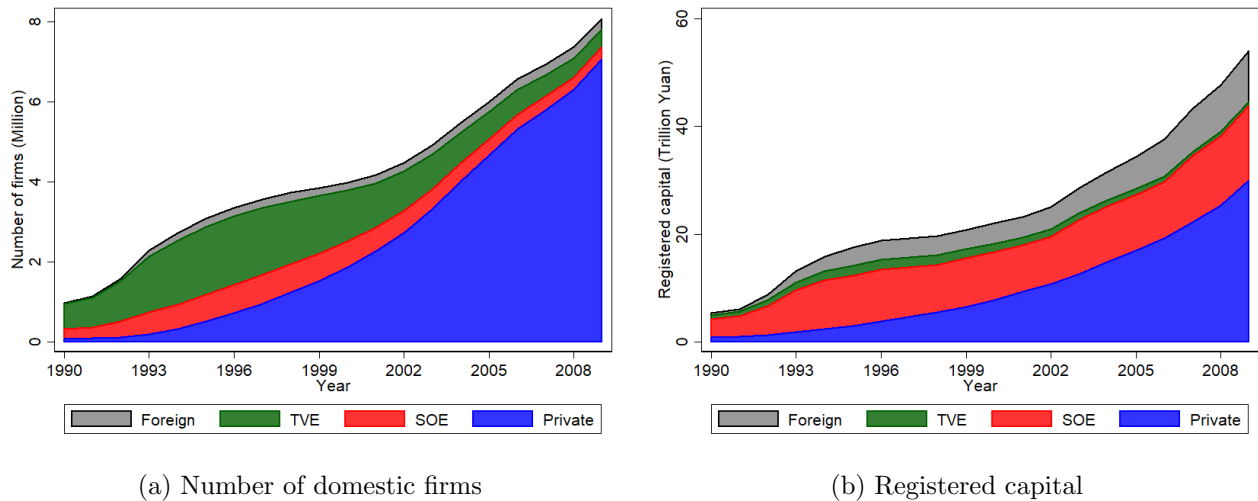 Number of firms (Million)
8
6
4
2
0
1990 1993 1996 1999 2002 2005 2008
Year
Foreign TVE SOE Private
(a) Number of domestic firms
Registered capital (Trillion Yuan)
60
40
20
0
1990 1993 1996 1999 2002 2005 2008
Year
Foreign TVE SOE Private
(b) Registered capital